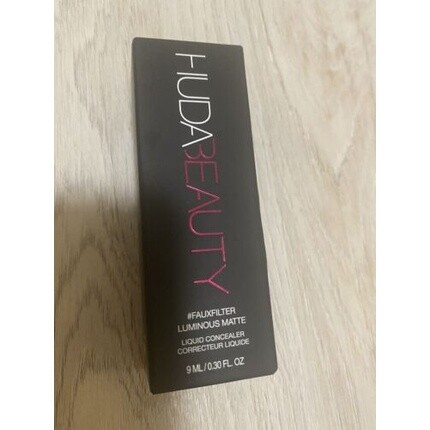 HUDABEAUTY
#FAUXFILTER
LUMINOUS MATTE
LIQUID CONCEALER
CORRECTEUR LIQUIDE
9 ML / 0.30 FL. OZ